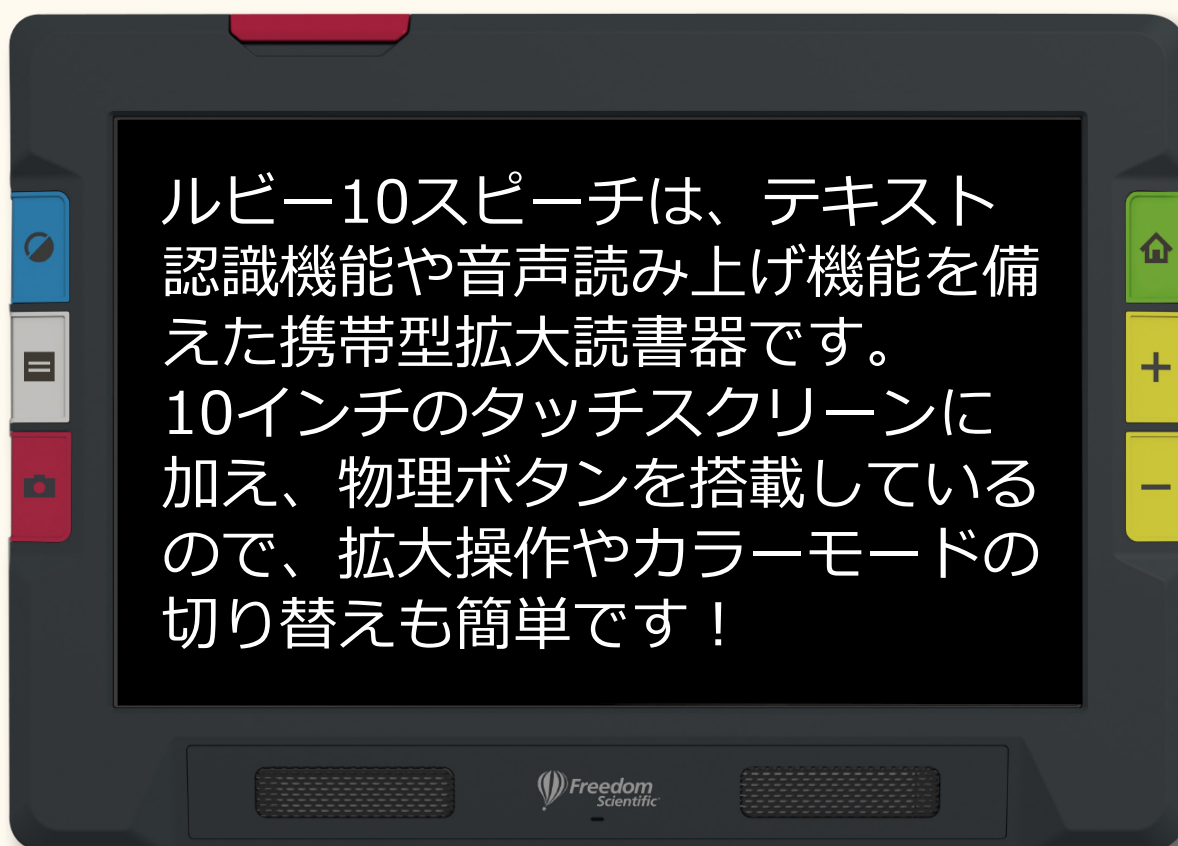 ルビー10スピーチは、テキスト
認識機能や音声読み上げ機能を備
えた携帯型拡大読書器です。
10インチのタッチスクリーンに
加え、物理ボタンを搭載している
ので、拡大操作やカラーモードの
切り替えも簡単です！
Freedom
Scientific